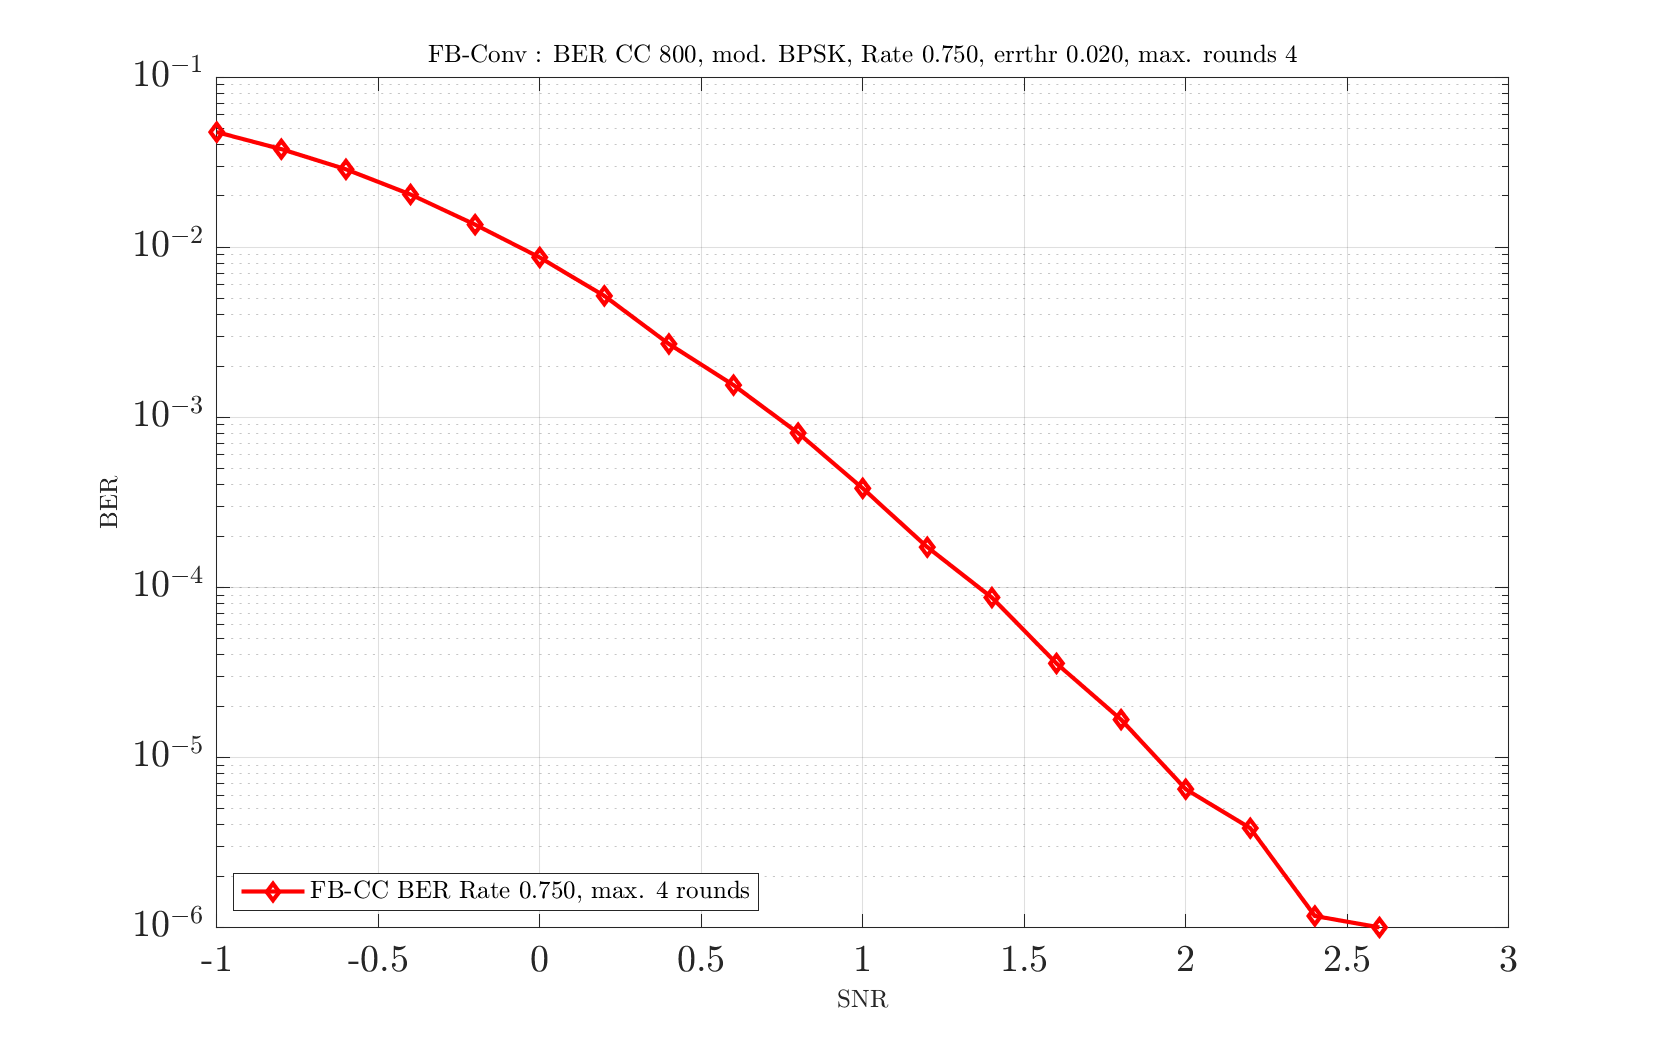 FB-Conv : BER CC 800, mod. BPSK, Rate 0.750, errthr 0.020, max. rounds 4
10⁻¹
10⁻²
10⁻³
BER
10⁻⁴
10⁻⁵
10⁻⁶
FB-CC BER Rate 0.750, max. 4 rounds
-1 -0.5 0 0.5 1 1.5 2 2.5 3
SNR